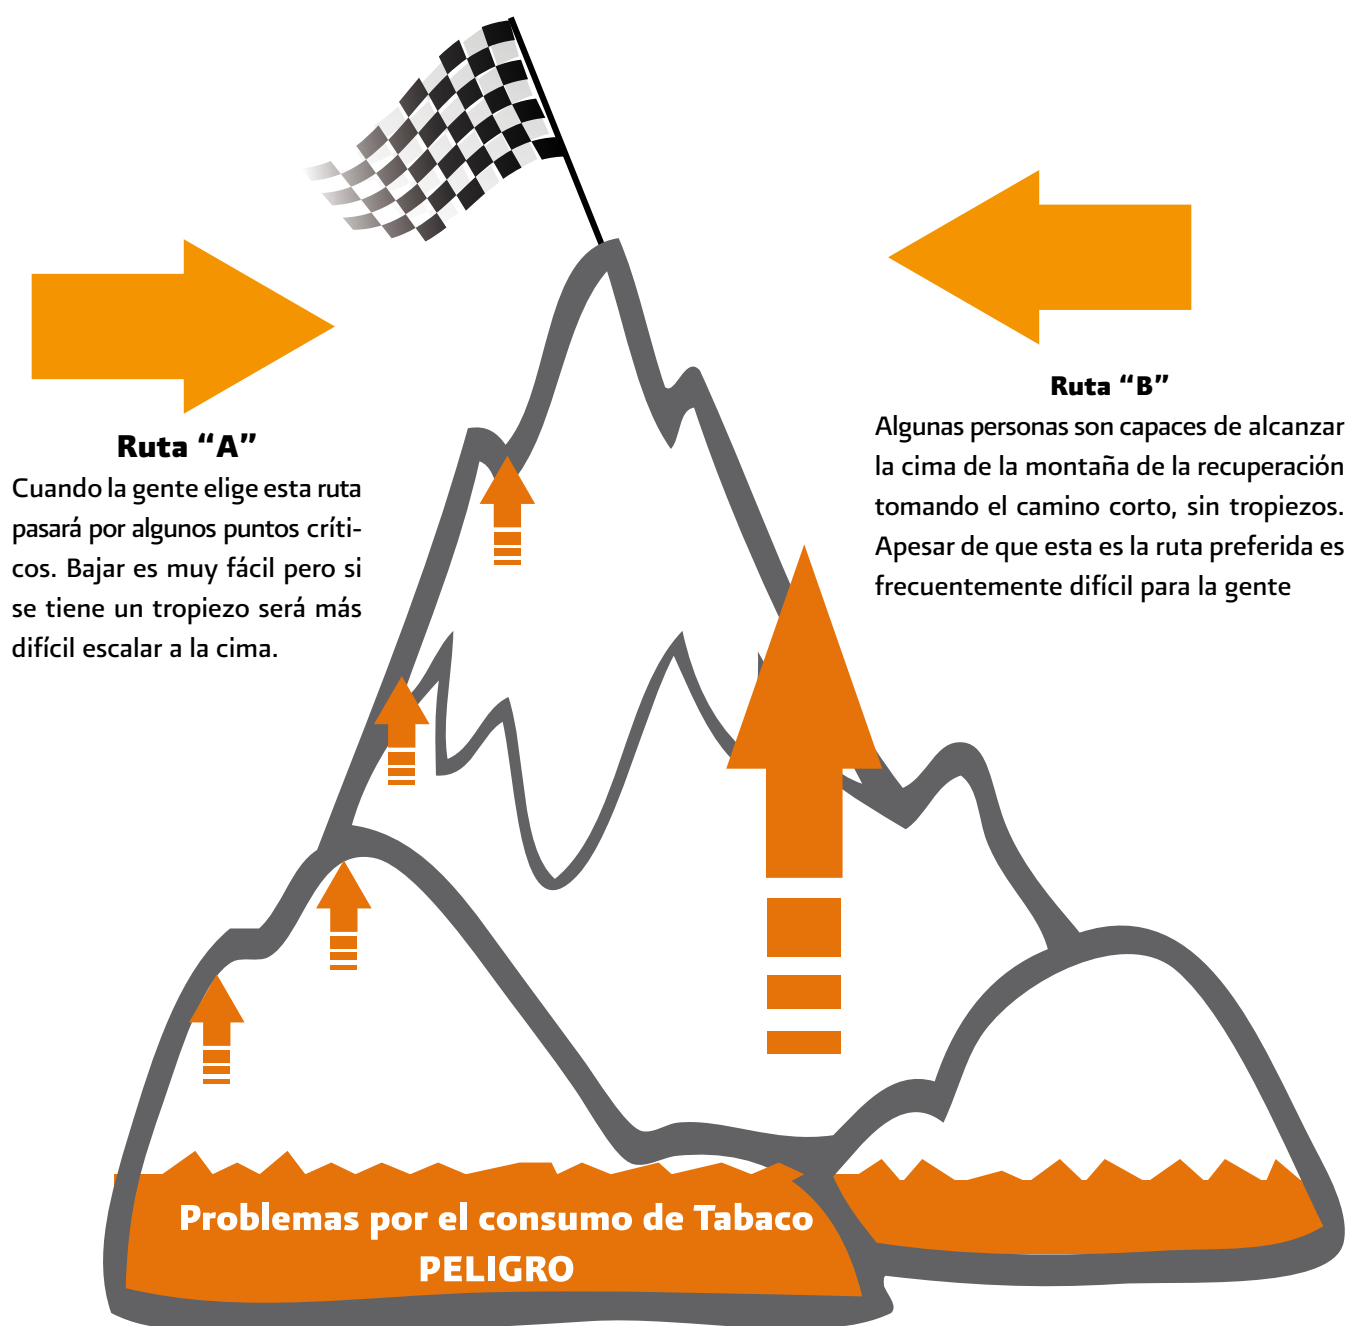 Ruta “A”
Cuando la gente elige esta ruta
pasará por algunos puntos críti-
cos. Bajar es muy fácil pero si
se tiene un tropiezo será más
difícil escalar a la cima.
Ruta “B”
Algunas personas son capaces de alcanzar
la cima de la montaña de la recuperación
tomando el camino corto, sin tropiezos.
Apesar de que esta es la ruta preferida es
frecuentemente difícil para la gente
Problemas por el consumo de Tabaco
PELIGRO